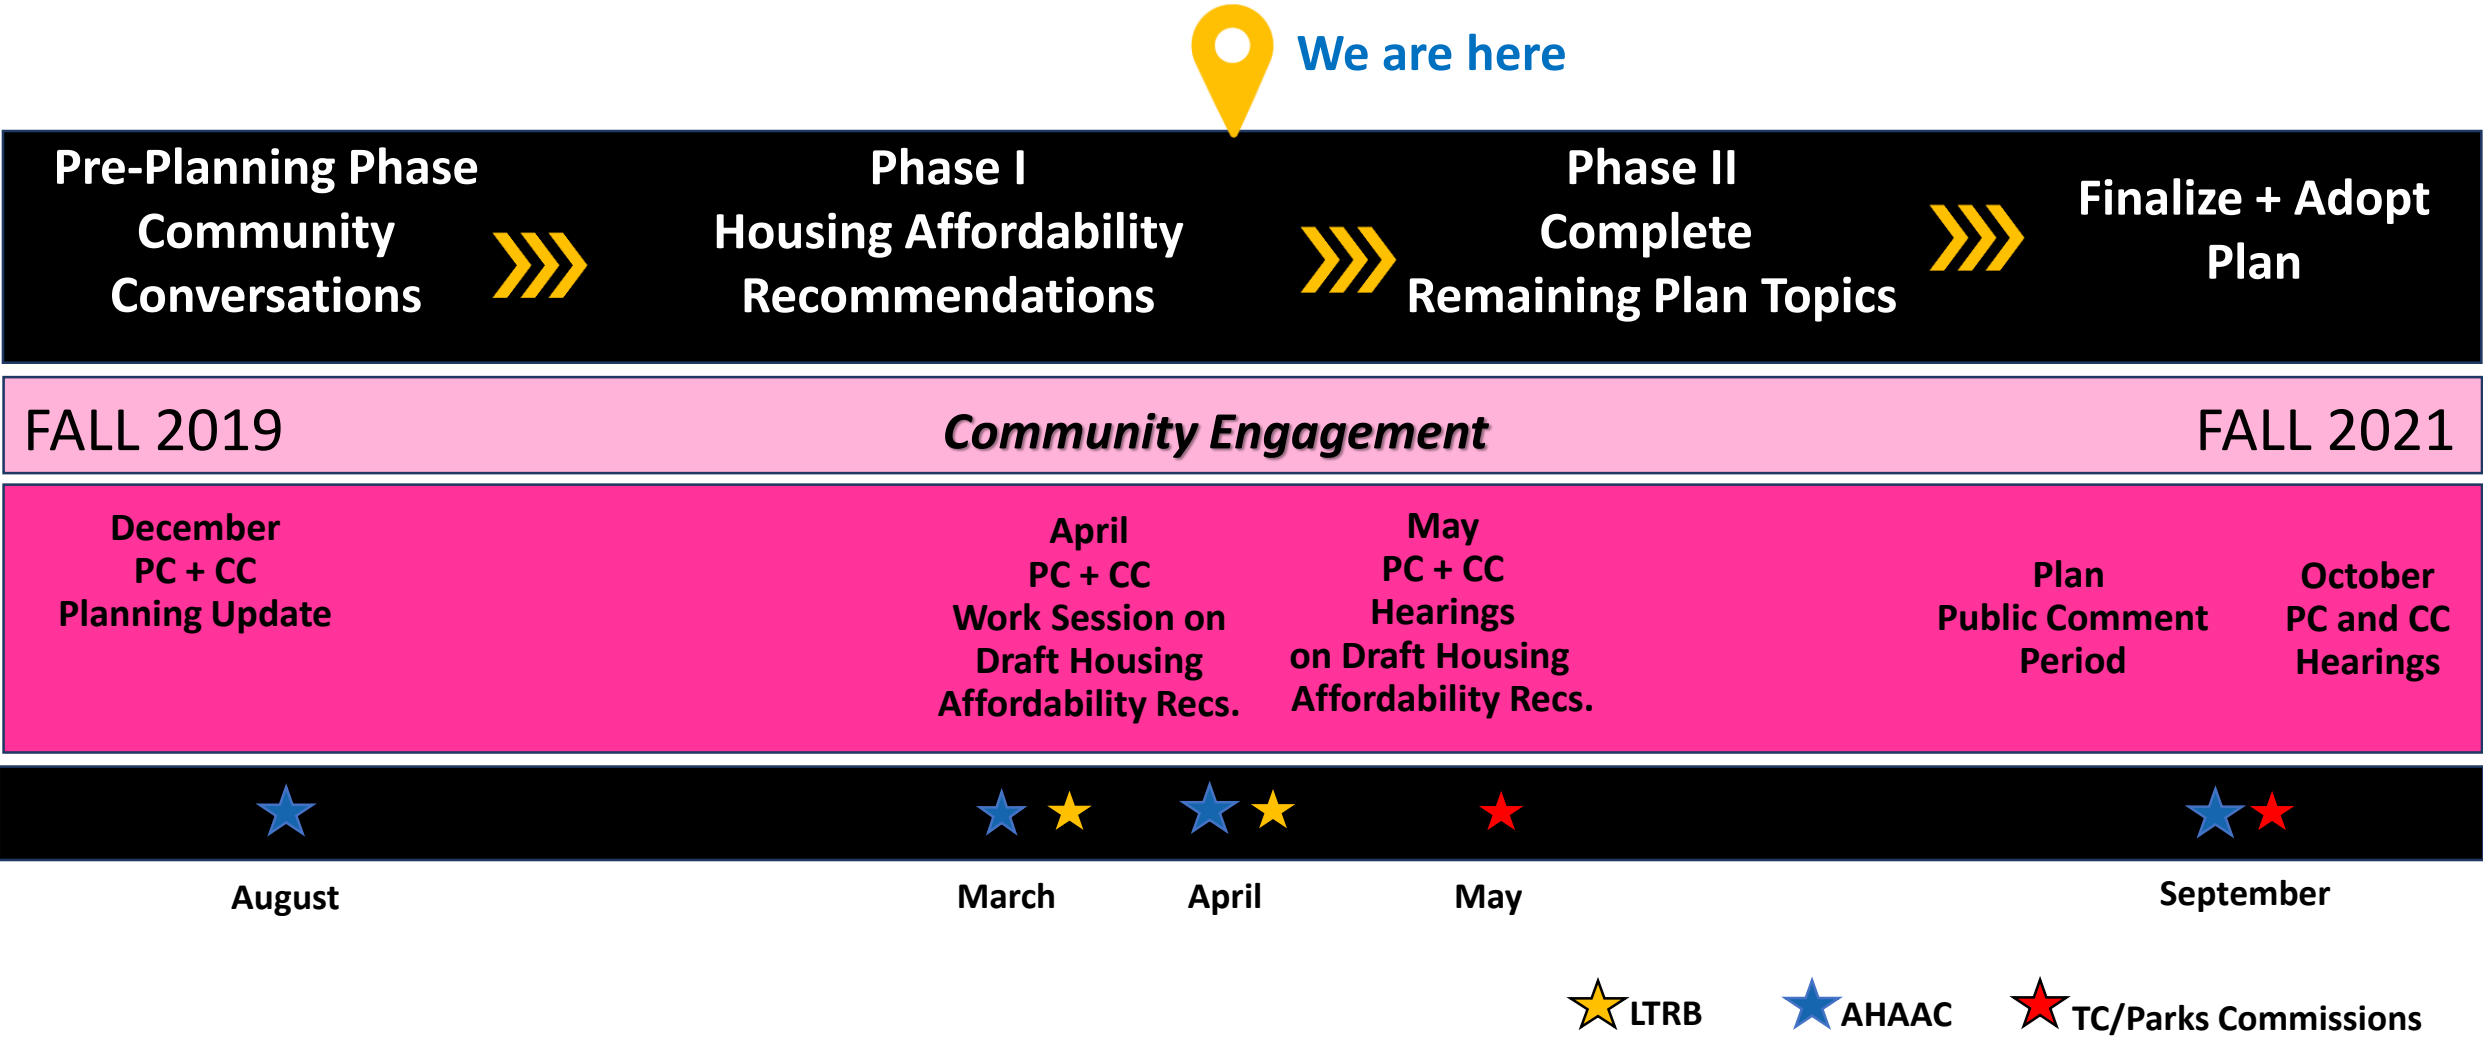 We are here
Pre-Planning Phase
Community
Conversations
Phase I
Housing Affordability
Recommendations
Phase II
Complete
Remaining Plan Topics
Finalize + Adopt
Plan
FALL 2019
Community Engagement
FALL 2021
December
PC + CC
Planning Update
April
PC + CC
Work Session on
Draft Housing
Affordability Recs.
May
PC + CC
Hearings
on Draft Housing
Affordability Recs.
Plan
Public Comment
Period
October
PC and CC
Hearings
August
March
April
May
September
LTRB
AHAAC
TC/Parks Commissions